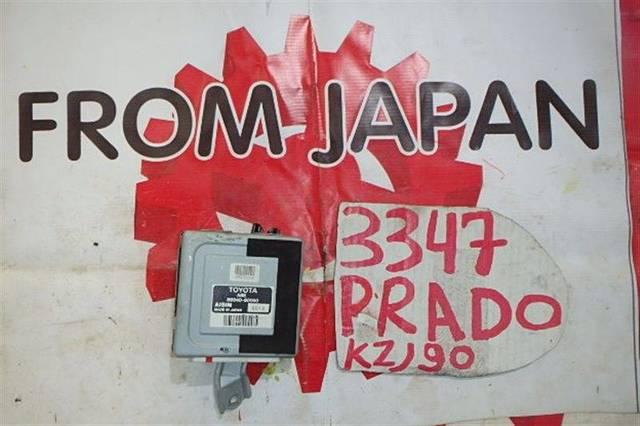 FROM JAPAN
3347
PRADO
KZJ90
TOYOTA
AISIN
MADE IN JAPAN